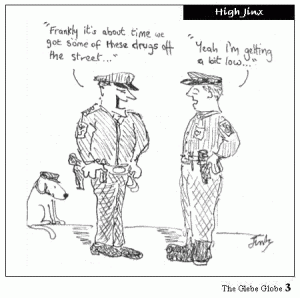 High Jinx
"Frankly it's about time we
got some of these drugs off
the street..."
"Yeah I'm getting
a bit low..."
The Glebe Globe 3